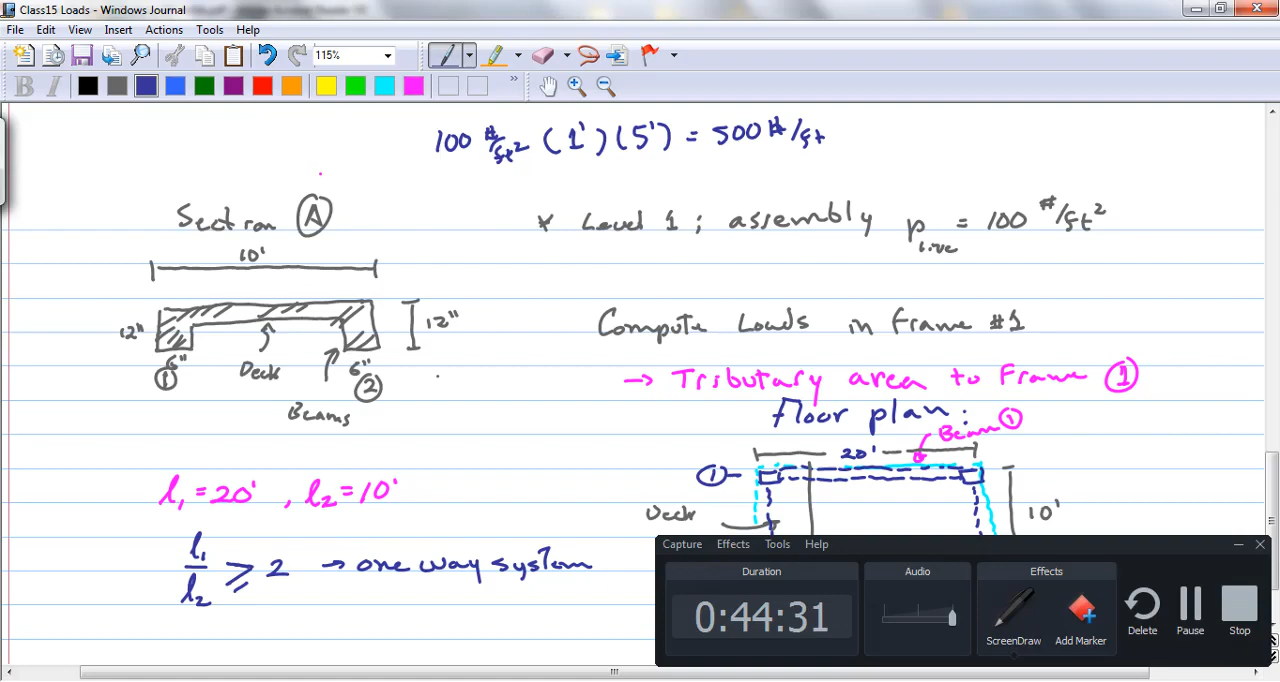 Class15 Loads - Windows Journal
File Edit View Insert Actions Tools Help
115%
B I
100 #/ft² (1') (5') = 500 #/ft
Section A
* Level 1 ; assembly p live = 100 #/ft²
10'
12"
12"
Compute Loads in frame #1
6"
6"
1
Deck
2
Beams
→ Tributary area to Frame 1
floor plan :
Beam 1
20'
1
l₁ = 20' , l₂ = 10'
Deck
10'
l₁/l₂ ≥ 2 → one way system
Capture Effects Tools Help
Duration Audio Effects
0:44:31
ScreenDraw Add Marker Delete Pause Stop